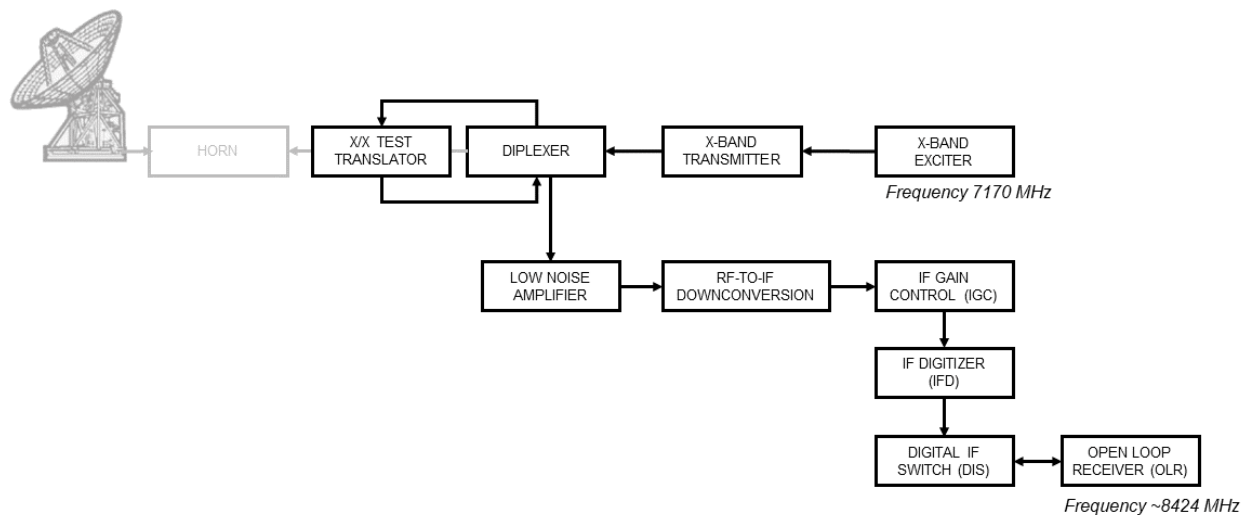 HORN
X/X TEST
TRANSLATOR
DIPLEXER
X-BAND
TRANSMITTER
X-BAND
EXCITER
Frequency 7170 MHz
LOW NOISE
AMPLIFIER
RF-TO-IF
DOWNCONVERSION
IF GAIN
CONTROL (IGC)
IF DIGITIZER
(IFD)
DIGITAL IF
SWITCH (DIS)
OPEN LOOP
RECEIVER (OLR)
Frequency ~8424 MHz